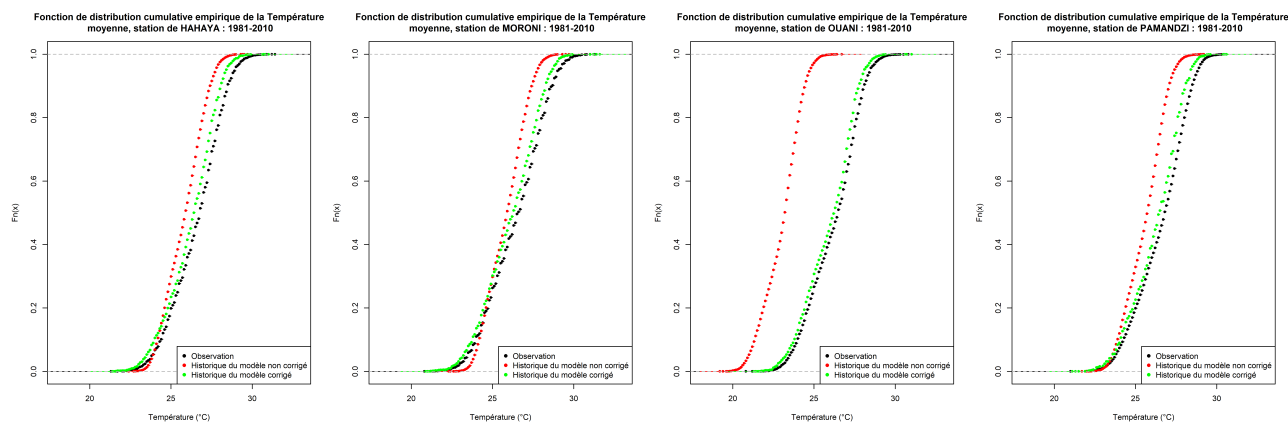 Fonction de distribution cumulative empirique de la Température
moyenne, station de HAHAYA : 1981-2010
Fn(x)
1.0
0.8
0.6
0.4
0.2
0.0
20
25
30
Température (°C)
Observation
Historique du modèle non corrigé
Historique du modèle corrigé
Fonction de distribution cumulative empirique de la Température
moyenne, station de MORONI : 1981-2010
Fn(x)
1.0
0.8
0.6
0.4
0.2
0.0
20
25
30
Température (°C)
Observation
Historique du modèle non corrigé
Historique du modèle corrigé
Fonction de distribution cumulative empirique de la Température
moyenne, station de OUANI : 1981-2010
Fn(x)
1.0
0.8
0.6
0.4
0.2
0.0
20
25
30
Température (°C)
Observation
Historique du modèle non corrigé
Historique du modèle corrigé
Fonction de distribution cumulative empirique de la Température
moyenne, station de PAMANDZI : 1981-2010
Fn(x)
1.0
0.8
0.6
0.4
0.2
0.0
20
25
30
Température (°C)
Observation
Historique du modèle non corrigé
Historique du modèle corrigé